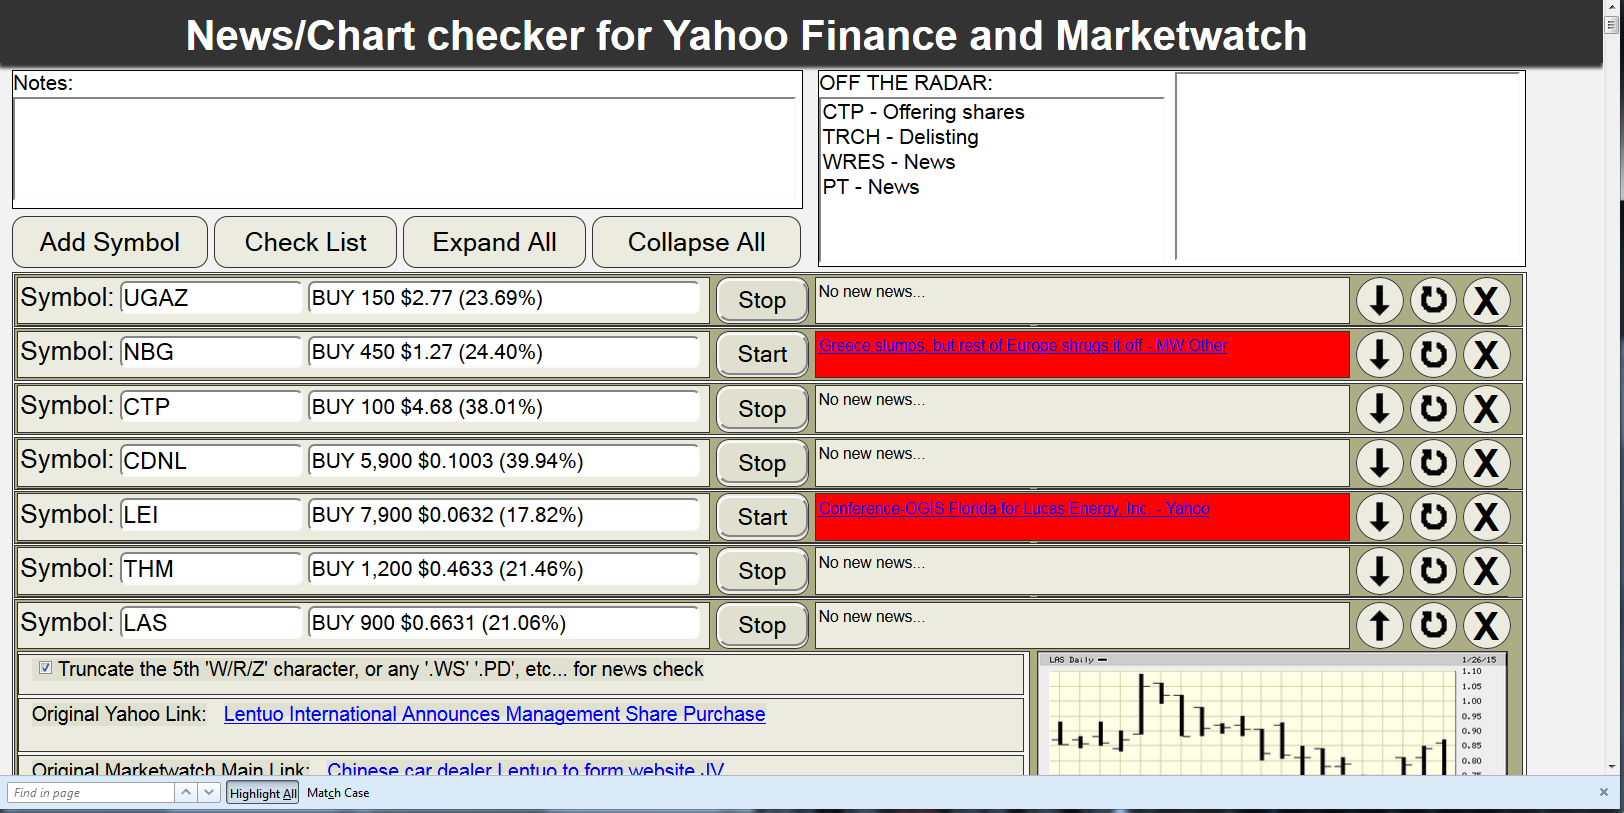 News/Chart checker for Yahoo Finance and Marketwatch
Notes:
OFF THE RADAR:
CTP - Offering shares
TRCH - Delisting
WRES - News
PT - News
Add Symbol Check List Expand All Collapse All
Symbol: UGAZ BUY 150 $2.77 (23.69%) Stop No new news... X
Symbol: NBG BUY 450 $1.27 (24.40%) Start Greece slumps, but rest of Europe shrugs it off - MW Other X
Symbol: CTP BUY 100 $4.68 (38.01%) Stop No new news... X
Symbol: CDNL BUY 5,900 $0.1003 (39.94%) Stop No new news... X
Symbol: LEI BUY 7,900 $0.0632 (17.82%) Start Conference-OGIS Florida for Lucas Energy, Inc. - Yahoo X
Symbol: THM BUY 1,200 $0.4633 (21.46%) Stop No new news... X
Symbol: LAS BUY 900 $0.6631 (21.06%) Stop No new news... X
Truncate the 5th 'W/R/Z' character, or any '.WS' '.PD', etc... for news check
Original Yahoo Link: Lentuo International Announces Management Share Purchase
Original Marketwatch Main Link: Chinese car dealer Lentuo to form website JV
LAS Daily 1/26/15
1.10
1.05
1.00
0.95
0.90
0.85
0.80
0.75
Find in page Highlight All Match Case